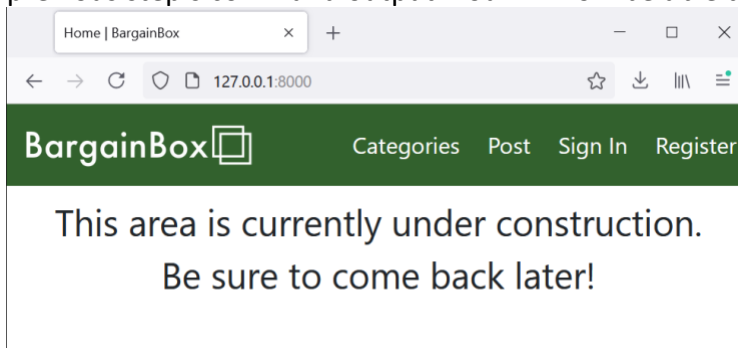 Home | BargainBox
127.0.0.1:8000
BargainBox Categories Post Sign In Register
This area is currently under construction.
Be sure to come back later!